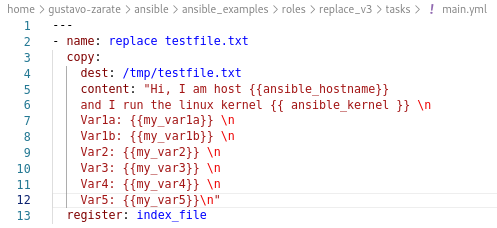 home > gustavo-zarate > ansible > ansible_examples > roles > replace_v3 > tasks > ! main.yml
1 ---
2 - name: replace testfile.txt
3   copy:
4     dest: /tmp/testfile.txt
5     content: "Hi, I am host {{ansible_hostname}}
6     and I run the linux kernel {{ ansible_kernel }} \n
7     Var1a: {{my_var1a}} \n
8     Var1b: {{my_var1b}} \n
9     Var2: {{my_var2}} \n
10     Var3: {{my_var3}} \n
11     Var4: {{my_var4}} \n
12     Var5: {{my_var5}}\n"
13   register: index_file